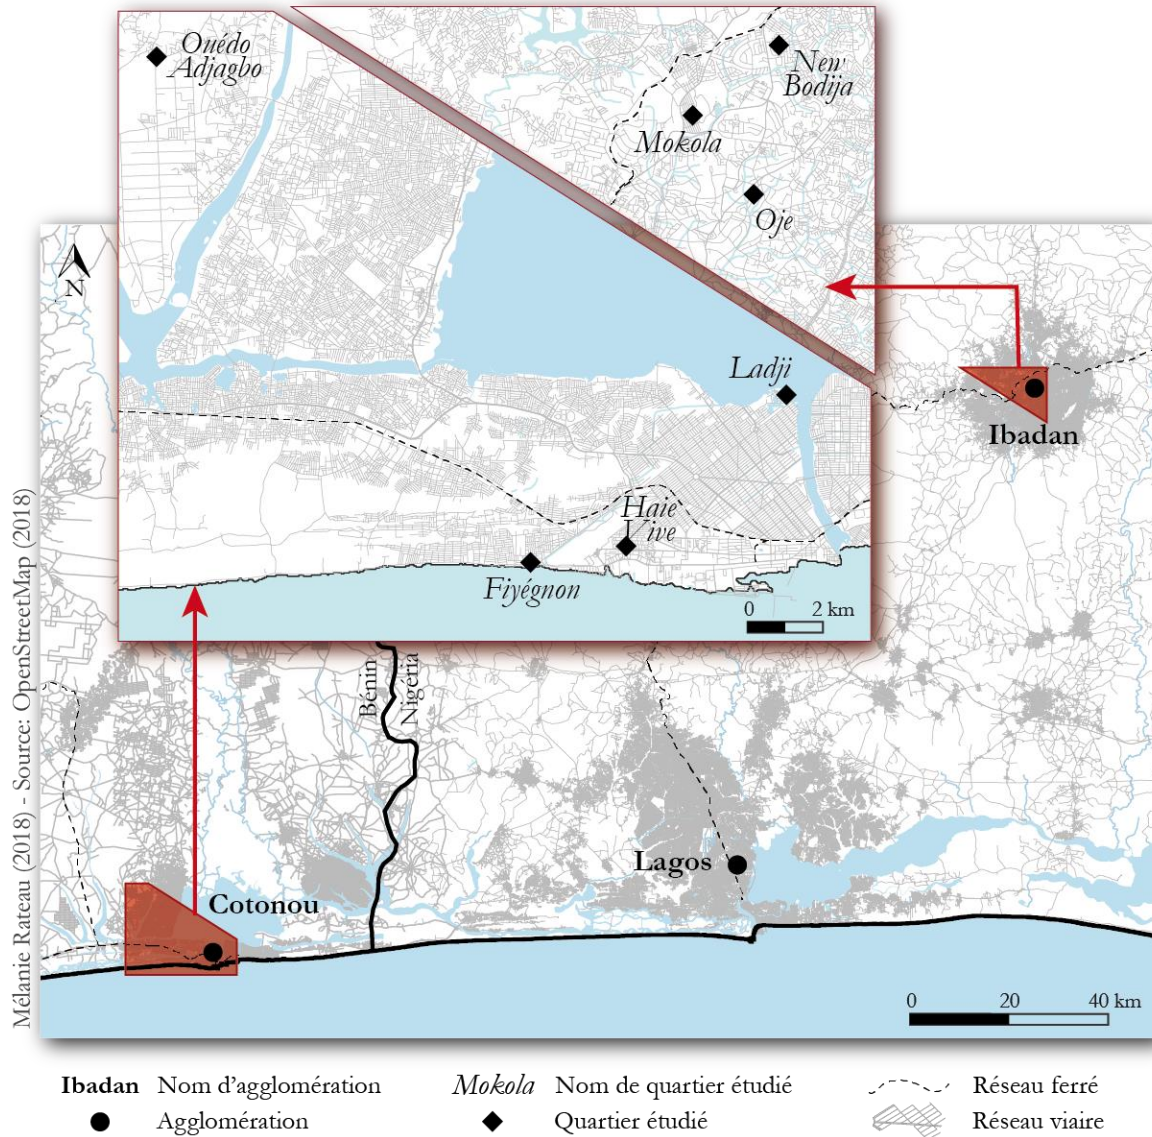 Ouédo
Adjagbo
New
Bodija
Mokola
Oje
N
Ladji
Ibadan
Haie
Vive
Fiyégnon
0 2 km
Bénin
Nigeria
Lagos
Cotonou
0 20 40 km
Mélanie Rateau (2018) - Source: OpenStreetMap (2018)
Ibadan Nom d'agglomération Mokola Nom de quartier étudié Réseau ferré
Agglomération Quartier étudié Réseau viaire